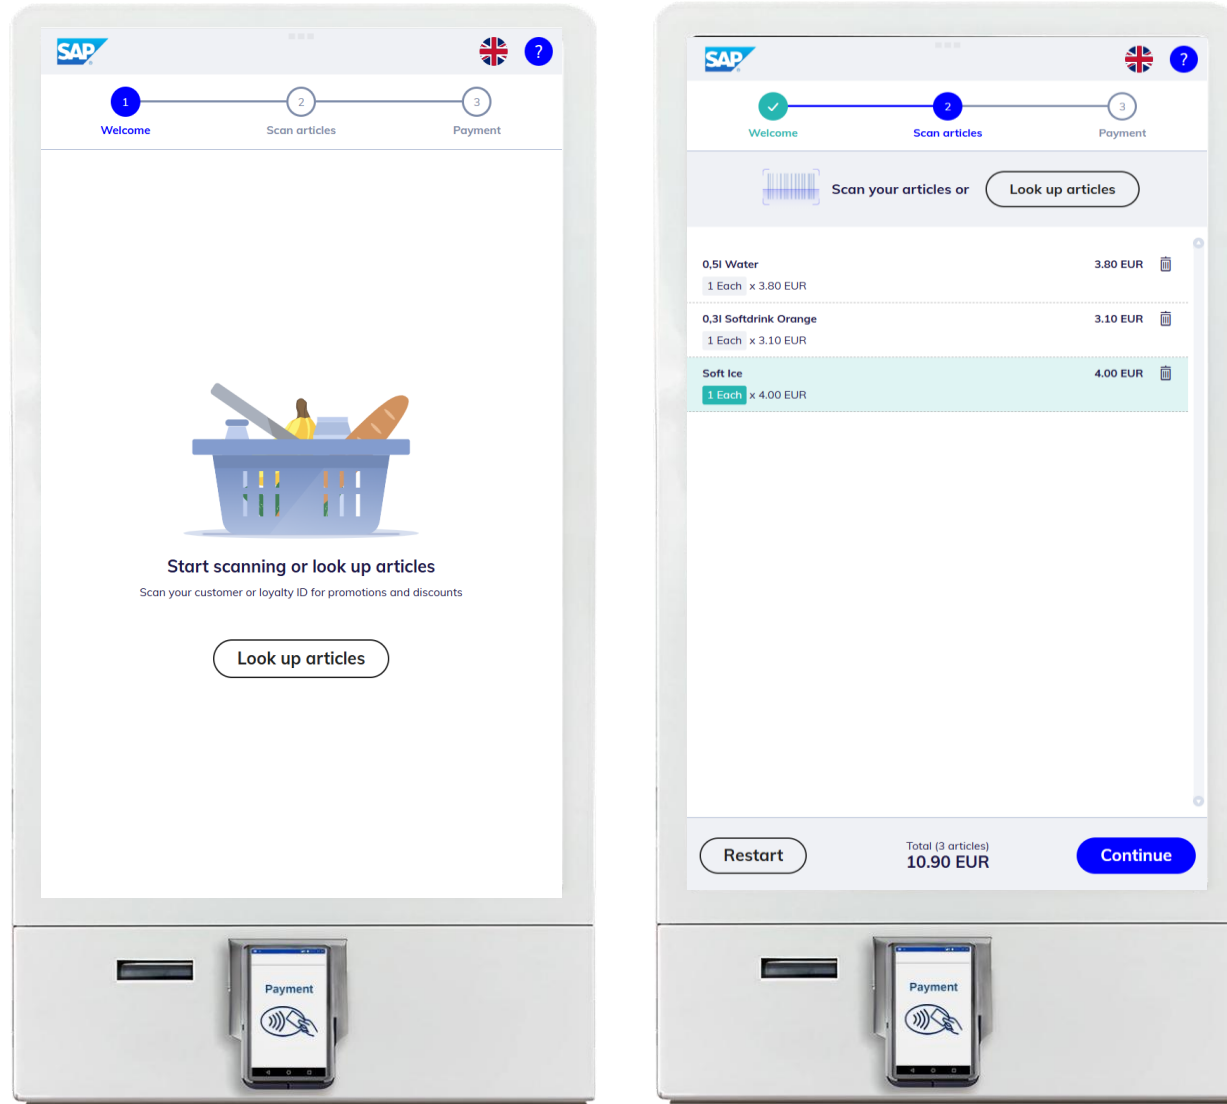 SAP
?
1
2
3
Welcome
Scan articles
Payment
Start scanning or look up articles
Scan your customer or loyalty ID for promotions and discounts
Look up articles
Payment
SAP
?
2
3
Welcome
Scan articles
Payment
Scan your articles or
Look up articles
0,5l Water
3.80 EUR
1 Each x 3.80 EUR
0,3l Softdrink Orange
3.10 EUR
1 Each x 3.10 EUR
Soft Ice
4.00 EUR
1 Each x 4.00 EUR
Restart
Total (3 articles)
10.90 EUR
Continue
Payment